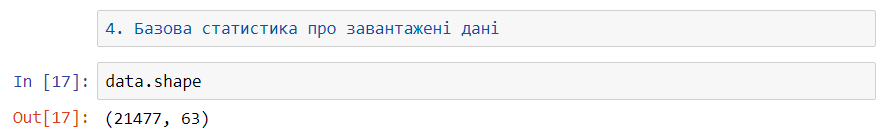 4. Базова статистика про завантажені дані
In [17]: data.shape
Out[17]: (21477, 63)